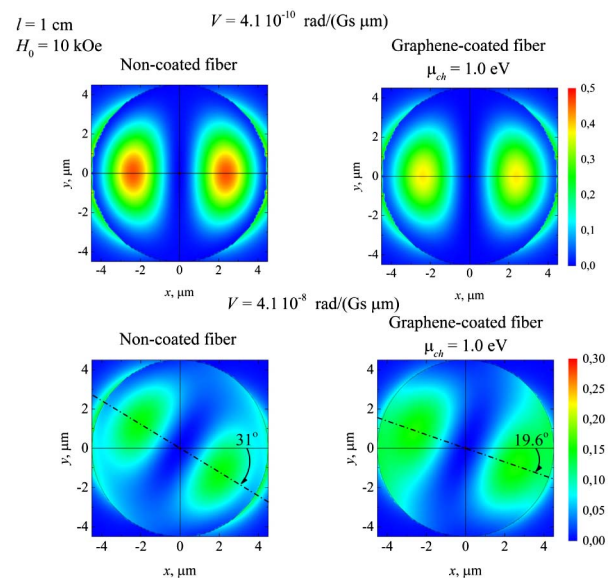 l = 1 cm
V = 4.1 10⁻¹⁰ rad/(Gs μm)
H₀ = 10 kOe
Non-coated fiber
Graphene-coated fiber
μ_ch = 1.0 eV
4
2
0
-2
-4
y, μm
-4 -2 0 2 4
x, μm
4
2
0
-2
-4
y, μm
-4 -2 0 2 4
x, μm
0,5
0,4
0,3
0,2
0,1
0,0
V = 4.1 10⁻⁸ rad/(Gs μm)
Non-coated fiber
Graphene-coated fiber
μ_ch = 1.0 eV
4
2
0
-2
-4
y, μm
31°
-4 -2 0 2 4
x, μm
4
2
0
-2
-4
y, μm
19.6°
-4 -2 0 2 4
x, μm
0,30
0,25
0,20
0,15
0,10
0,05
0,00